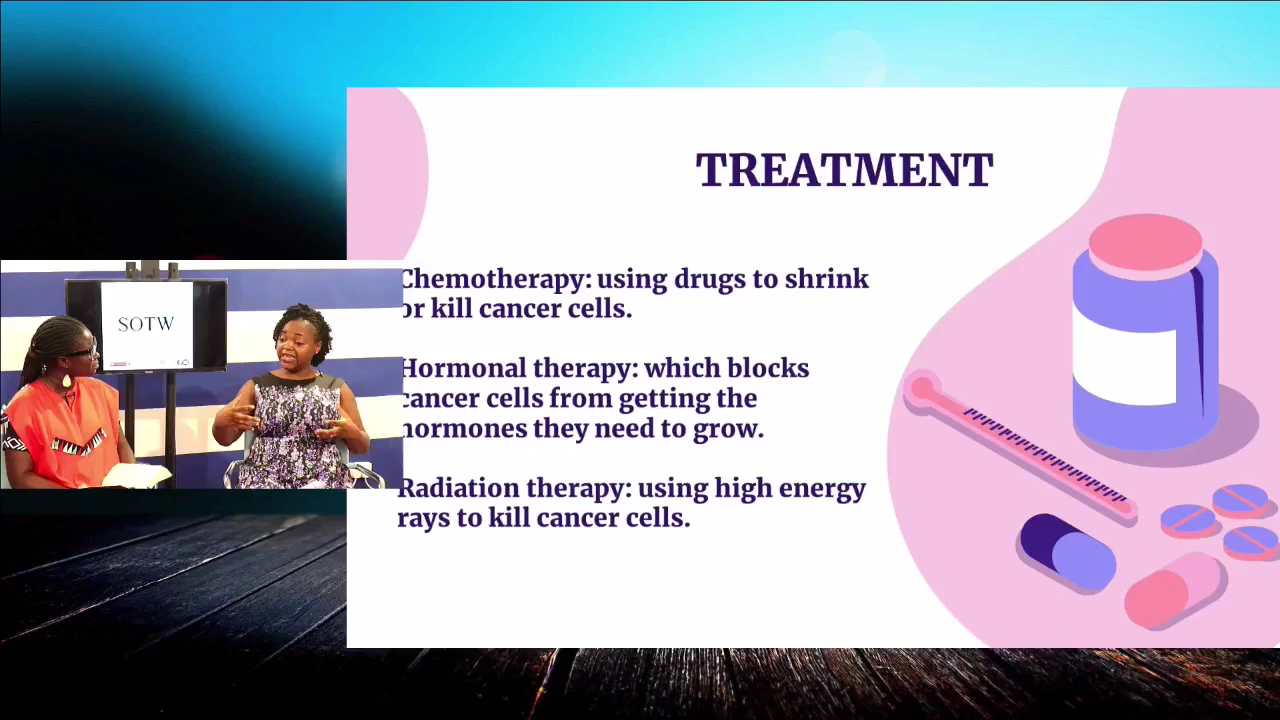 TREATMENT
Chemotherapy: using drugs to shrink
or kill cancer cells.
Hormonal therapy: which blocks
cancer cells from getting the
hormones they need to grow.
Radiation therapy: using high energy
rays to kill cancer cells.
SOTW